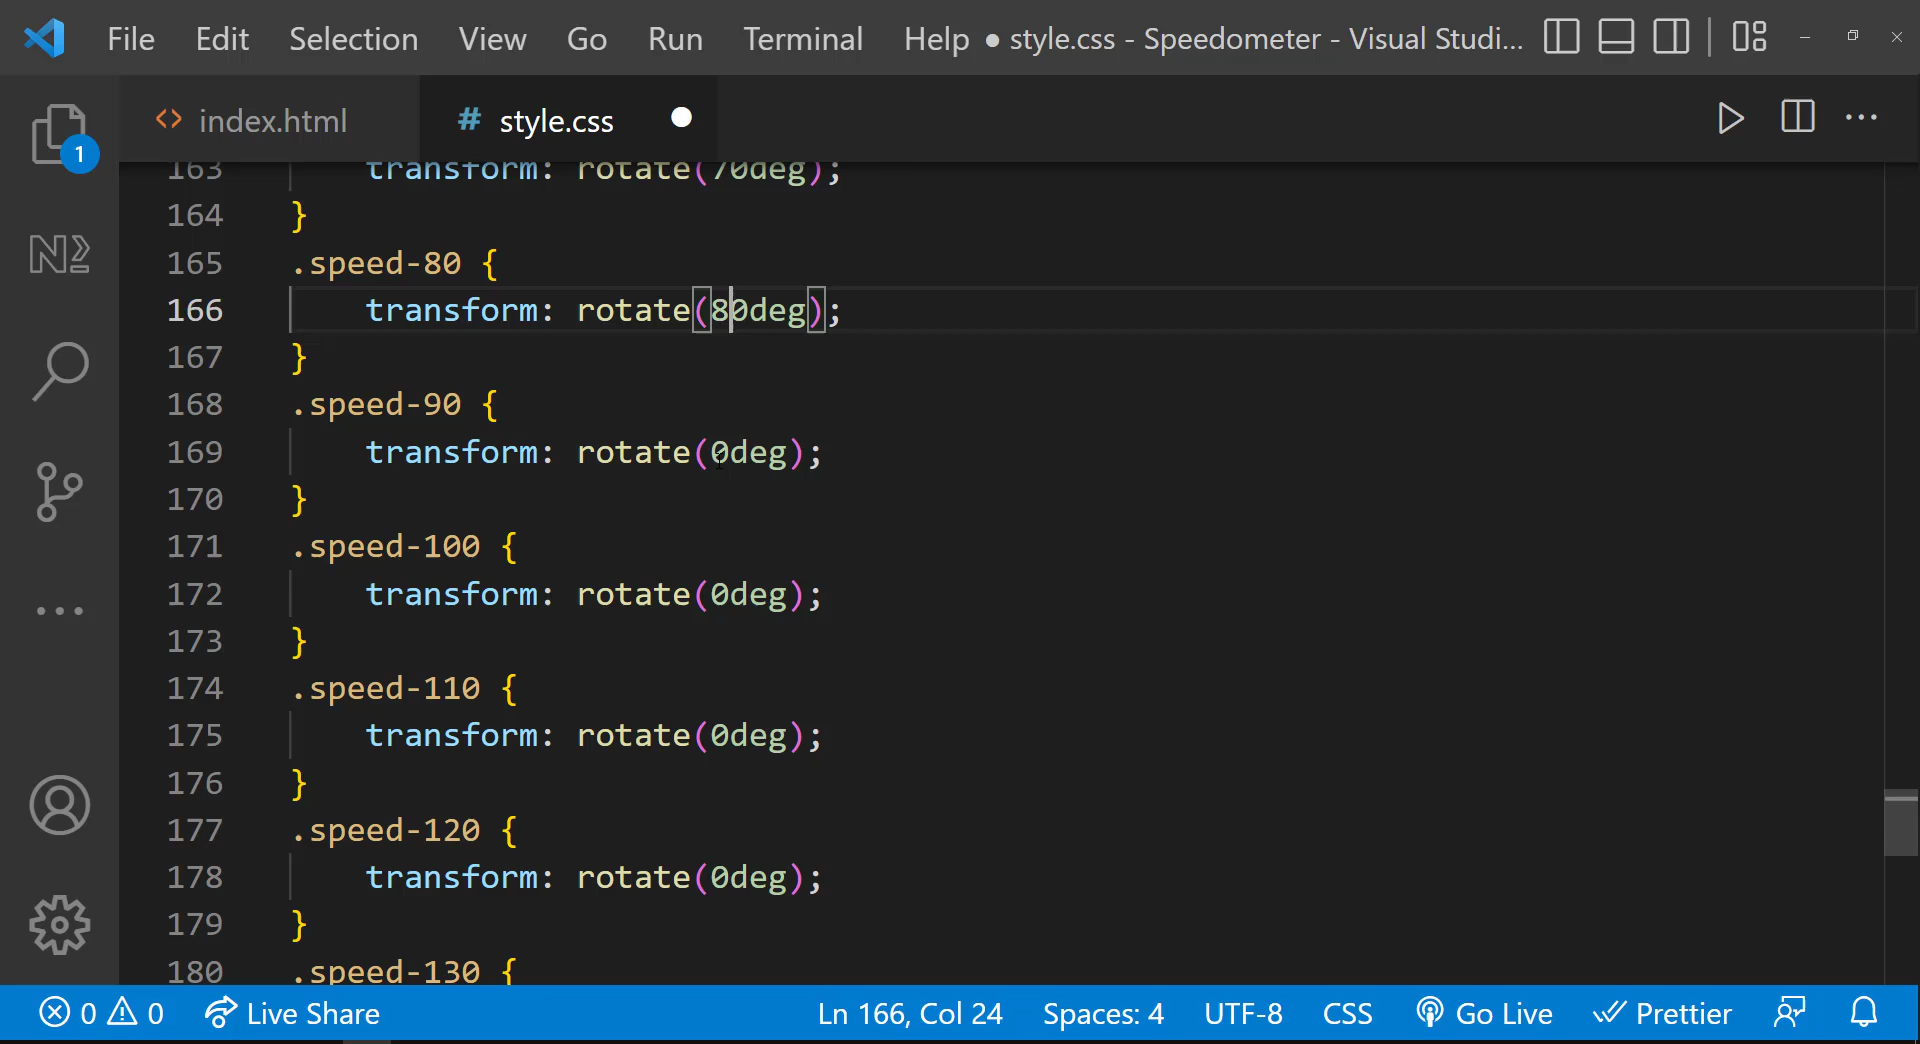 File Edit Selection View Go Run Terminal Help ● style.css - Speedometer - Visual Studi...
<> index.html # style.css
1
163 transform: rotate(70deg);
164 }
165 .speed-80 {
166 transform: rotate(80deg);
167 }
168 .speed-90 {
169 transform: rotate(0deg);
170 }
171 .speed-100 {
172 transform: rotate(0deg);
173 }
174 .speed-110 {
175 transform: rotate(0deg);
176 }
177 .speed-120 {
178 transform: rotate(0deg);
179 }
180 .speed-130 {
0 0 Live Share Ln 166, Col 24 Spaces: 4 UTF-8 CSS Go Live Prettier